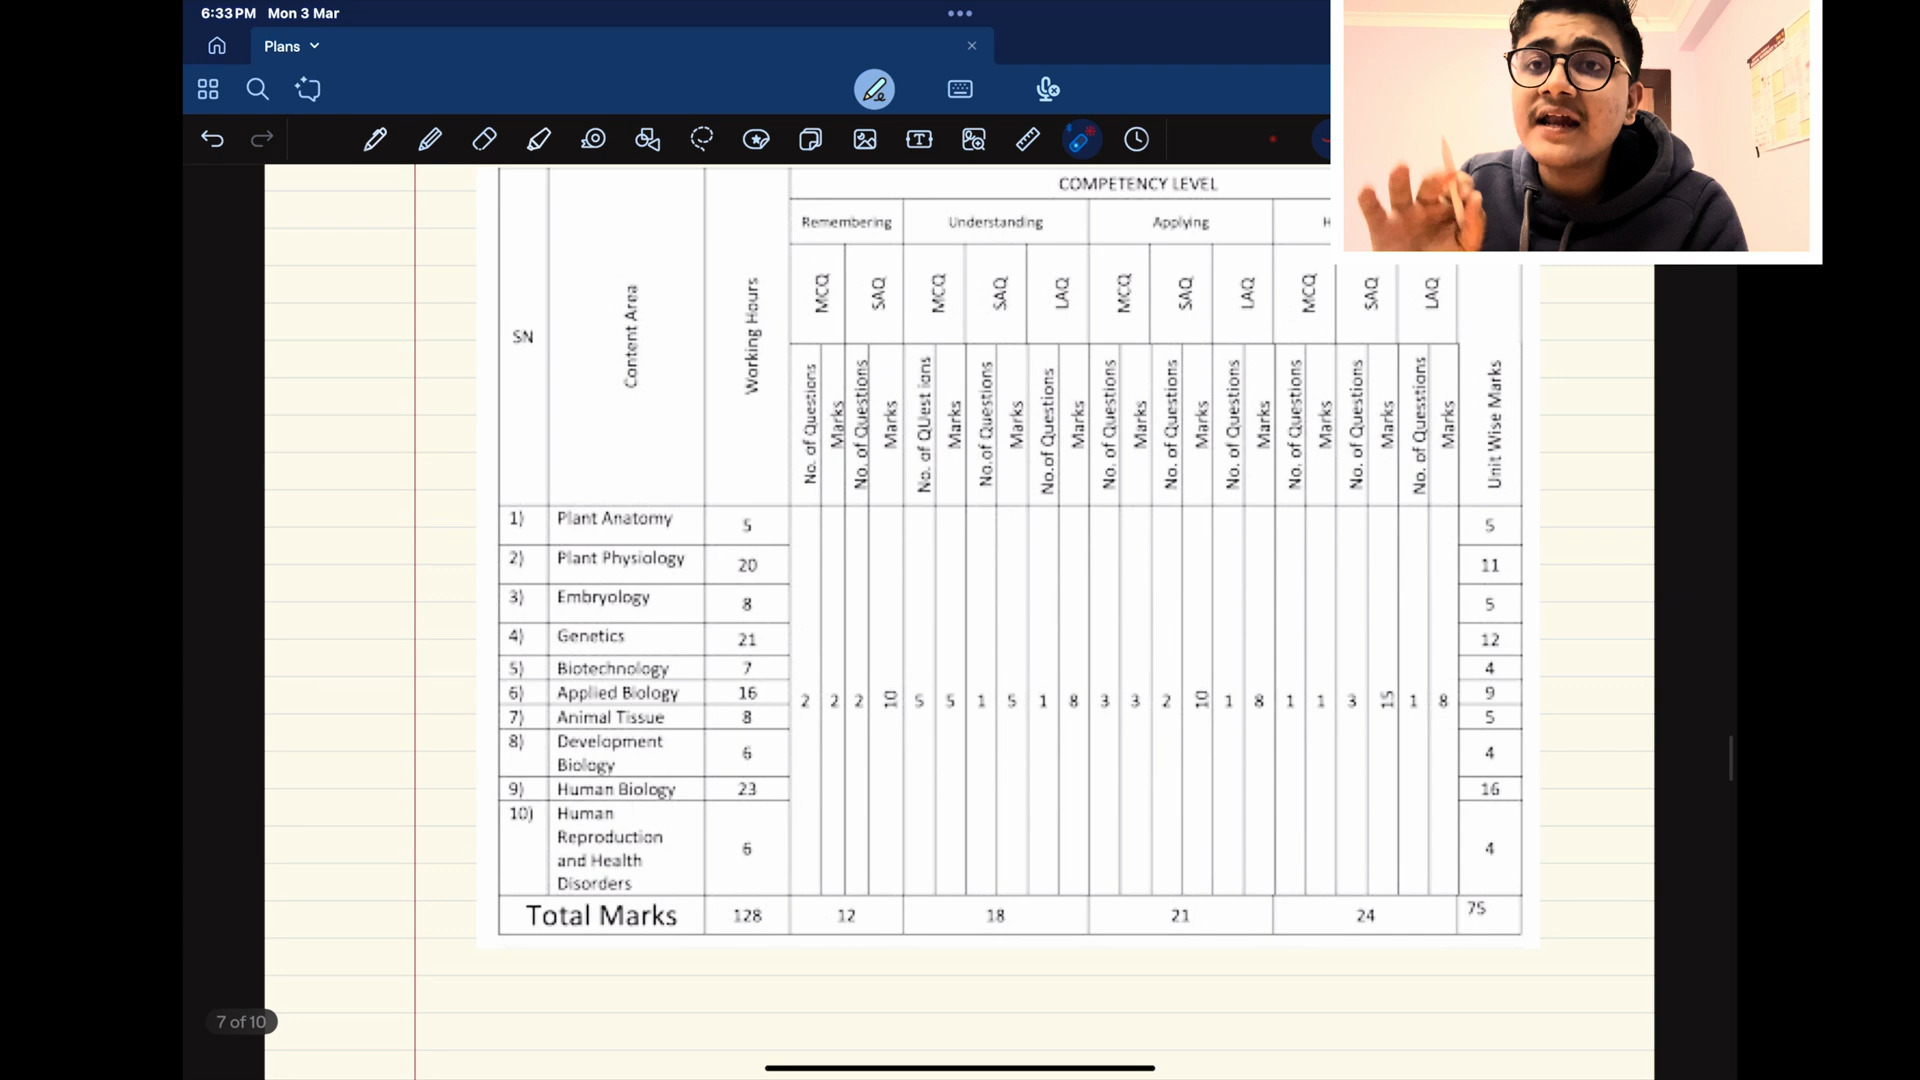 6:33 PM Mon 3 Mar
Plans
COMPETENCY LEVEL
Remembering Understanding Applying H
SN Content Area Working Hours MCQ SAQ MCQ SAQ LAQ MCQ SAQ LAQ MCQ SAQ LAQ Unit Wise Marks
No. of Questions Marks No. of Questions Marks No. of QUest ions Marks No.of Questions Marks No.of Questions Marks No. of Questions Marks No. of Questions Marks No. of Questions Marks No. of Questions Marks No. of Questions Marks No. of Quesstions Marks
1) Plant Anatomy 5 5
2) Plant Physiology 20 11
3) Embryology 8 5
4) Genetics 21 12
5) Biotechnology 7 4
6) Applied Biology 16 9
2 2 2 10 5 5 1 5 1 8 3 3 2 10 1 8 1 1 3 15 1 8
7) Animal Tissue 8 5
8) Development
Biology 6 4
9) Human Biology 23 16
10) Human
Reproduction
and Health 6 4
Disorders
Total Marks 128 12 18 21 24 75
7 of 10